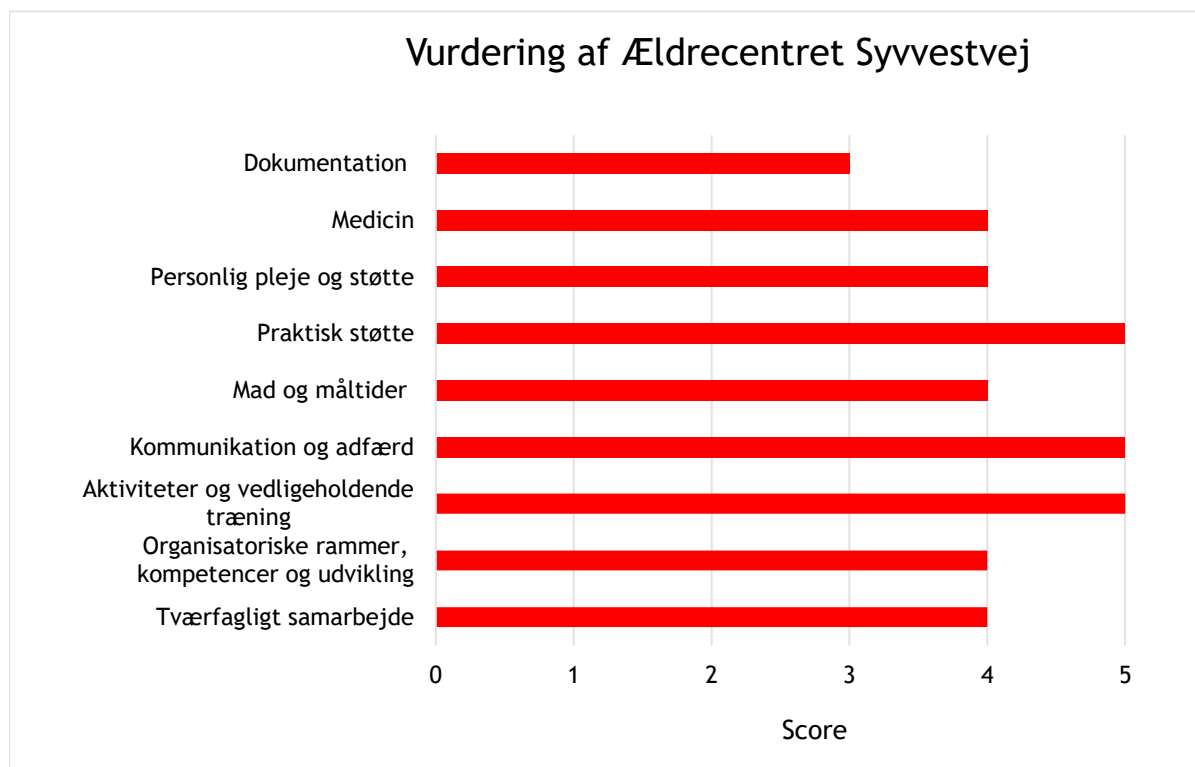 Vurdering af Ældrecentret Syvvestvej
Dokumentation
Medicin
Personlig pleje og støtte
Praktisk støtte
Mad og måltider
Kommunikation og adfærd
Aktiviteter og vedligeholdende
træning
Organisatoriske rammer,
kompetencer og udvikling
Tværfagligt samarbejde
0 1 2 3 4 5
Score